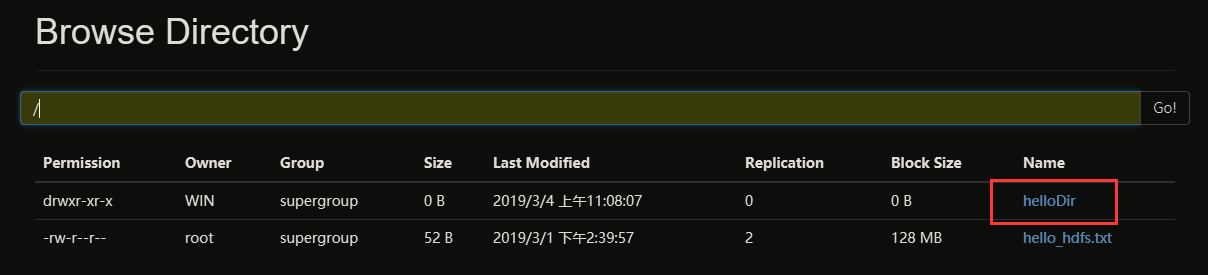 Browse Directory
/
Go!
Permission Owner Group Size Last Modified Replication Block Size Name
drwxr-xr-x WIN supergroup 0 B 2019/3/4 上午11:08:07 0 0 B helloDir
-rw-r--r-- root supergroup 52 B 2019/3/1 下午2:39:57 2 128 MB hello_hdfs.txt